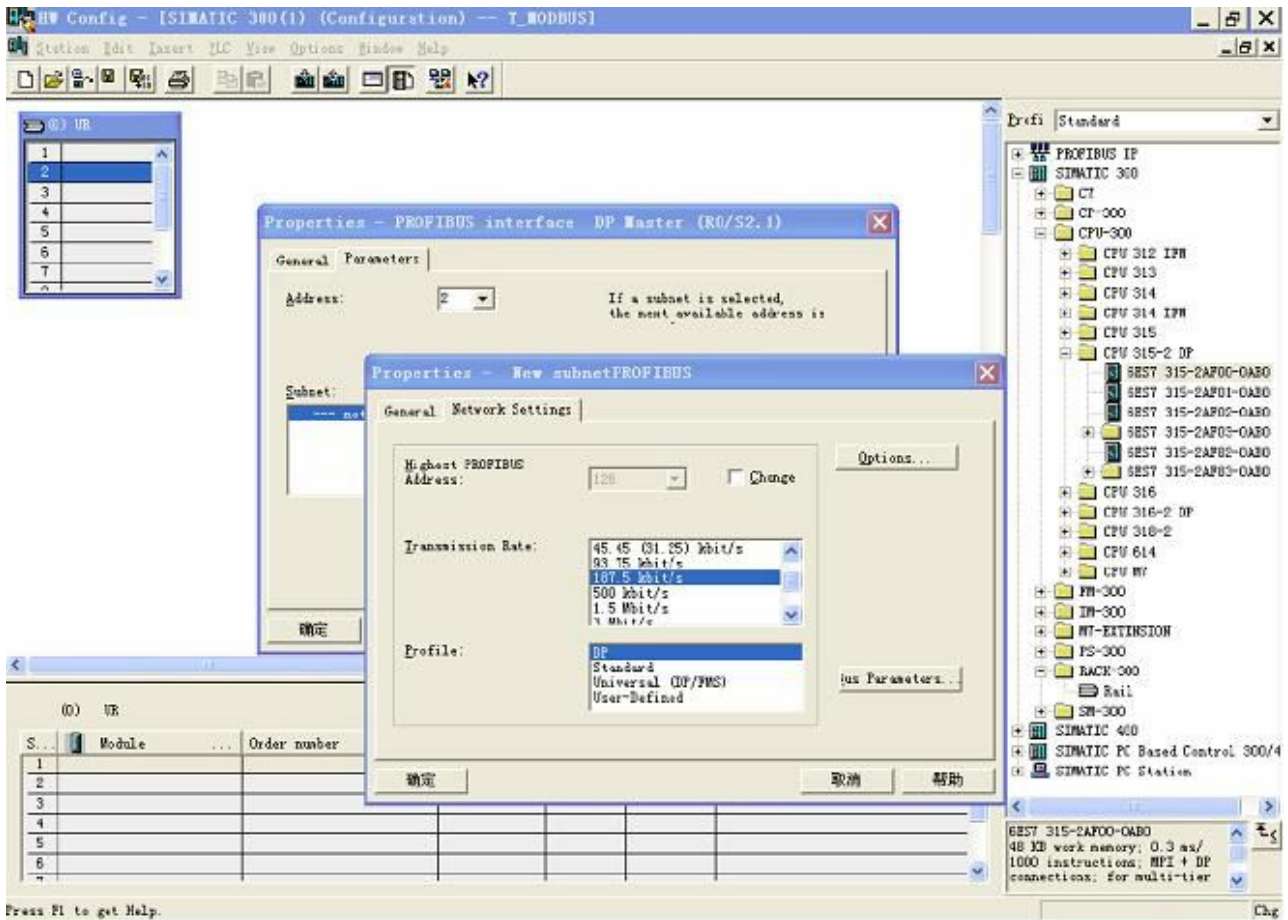 HW Config - [SIMATIC 300(1) (Configuration) -- T_MODBUS]
Station Edit Insert PLC View Options Window Help
(0) UR
1
2
3
4
5
6
7
Properties - PROFIBUS interface DP Master (R0/S2.1)
General Parameters
Address: 2
If a subnet is selected,
the next available address is
Subnet:
--- not
确定
Properties - New subnetPROFIBUS
General Network Settings
Highest PROFIBUS
Address:
126
Change
Options...
Transmission Rate:
45.45 (31.25) kbit/s
93.75 kbit/s
187.5 kbit/s
500 kbit/s
1.5 Mbit/s
3 Mbit/s
Profile:
DP
Standard
Universal (DP/FMS)
User-Defined
Bus Parameters...
确定 取消 帮助
Profi Standard
PROFIBUS IP
SIMATIC 300
C7
CP-300
CPU-300
CPU 312 IFM
CPU 313
CPU 314
CPU 314 IFM
CPU 315
CPU 315-2 DP
6ES7 315-2AF00-0AB0
6ES7 315-2AF01-0AB0
6ES7 315-2AF02-0AB0
6ES7 315-2AF03-0AB0
6ES7 315-2AF82-0AB0
6ES7 315-2AF83-0AB0
CPU 316
CPU 316-2 DP
CPU 318-2
CPU 614
CPU M7
FM-300
IM-300
M7-EXTENSION
PS-300
RACK-300
Rail
SM-300
SIMATIC 400
SIMATIC PC Based Control 300/4
SIMATIC PC Station
6ES7 315-2AF00-0AB0
48 KB work memory; 0.3 ms/
1000 instructions; MPI + DP
connections; for multi-tier
(0) UR
S... Module ... Order number
1
2
3
4
5
6
7
Press F1 to get Help.
Chg